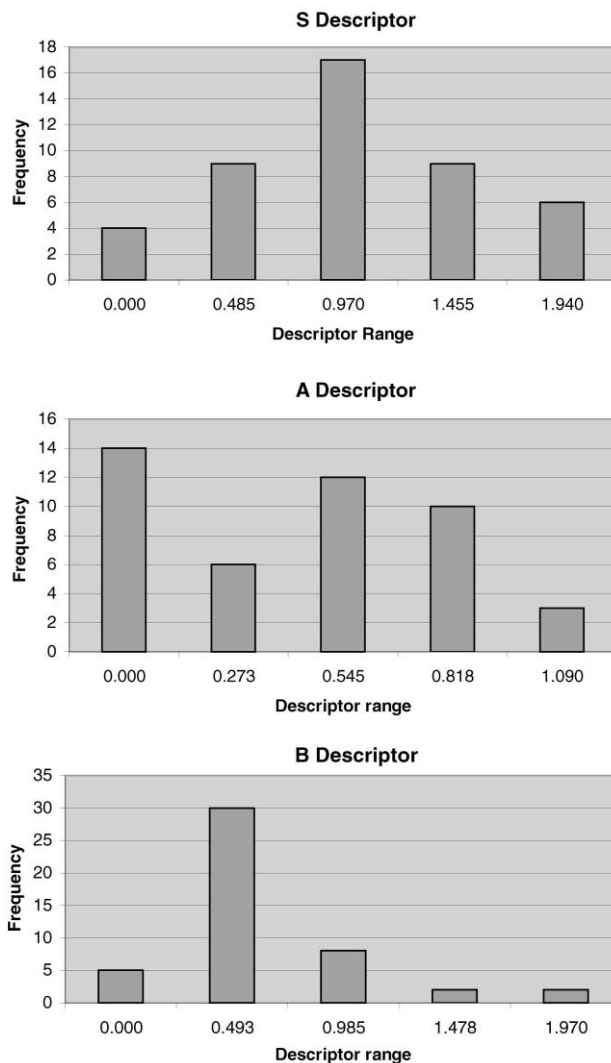 S Descriptor
18
16
14
12
10
8
6
4
2
0
Frequency
0.000 0.485 0.970 1.455 1.940
Descriptor Range
A Descriptor
16
14
12
10
8
6
4
2
0
Frequency
0.000 0.273 0.545 0.818 1.090
Descriptor range
B Descriptor
35
30
25
20
15
10
5
0
Frequency
0.000 0.493 0.985 1.478 1.970
Descriptor range